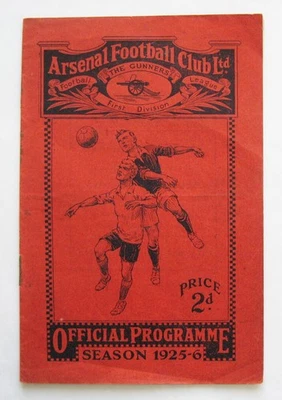 Arsenal Football Club Ltd
"THE GUNNERS"
Football League
First Division
PRICE
2d.
OFFICIAL PROGRAMME
SEASON 1925-6